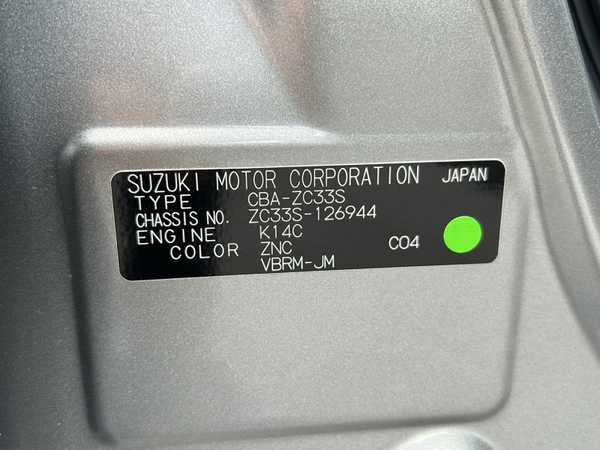 SUZUKI MOTOR CORPORATION JAPAN
TYPE CBA-ZC33S
CHASSIS NO. ZC33S-126944
ENGINE K14C
COLOR ZNC C04
VBRM-JM